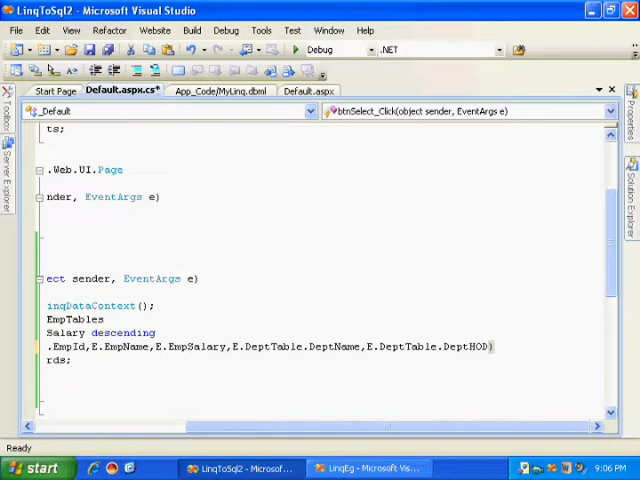 LinqToSql2 - Microsoft Visual Studio
File Edit View Refactor Website Build Debug Tools Test Window Help
Debug .NET
Start Page Default.aspx.cs* App_Code/MyLinq.dbml Default.aspx
_Default btnSelect_Click(object sender, EventArgs e)
Toolbox
Server Explorer
Properties
Solution Explorer
ts;
.Web.UI.Page
nder, EventArgs e)
ect sender, EventArgs e)
inqDataContext();
EmpTables
Salary descending
.EmpId,E.EmpName,E.EmpSalary,E.DeptTable.DeptName,E.DeptTable.DeptHOD)
rds;
Ready
start LinqToSql2 - Microsof... LinqEg - Microsoft Vis... 9:06 PM